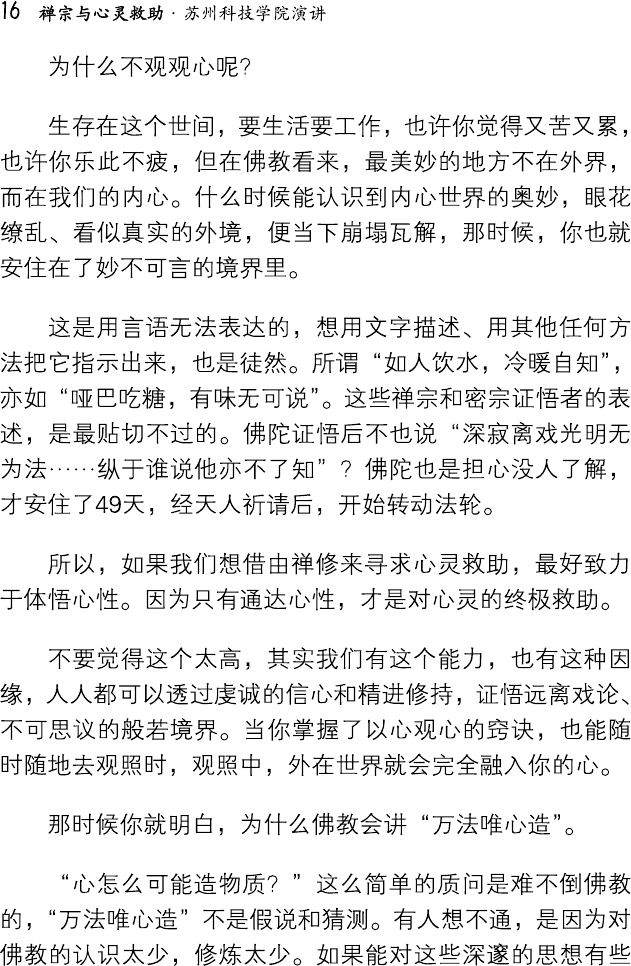 16 禅宗与心灵救助·苏州科技学院演讲
为什么不观观心呢？
生存在这个世间，要生活要工作，也许你觉得又苦又累，
也许你乐此不疲，但在佛教看来，最美妙的地方不在外界，
而在我们的内心。什么时候能认识到内心世界的奥妙，眼花
缭乱、看似真实的外境，便当下崩塌瓦解，那时候，你也就
安住在了妙不可言的境界里。
这是用言语无法表达的，想用文字描述、用其他任何方
法把它指示出来，也是徒然。所谓“如人饮水，冷暖自知”，
亦如“哑巴吃糖，有味无可说”。这些禅宗和密宗证悟者的表
述，是最贴切不过的。佛陀证悟后不也说“深寂离戏光明无
为法……纵于谁说他亦不了知”？佛陀也是担心没人了解，
才安住了49天，经天人祈请后，开始转动法轮。
所以，如果我们想借由禅修来寻求心灵救助，最好致力
于体悟心性。因为只有通达心性，才是对心灵的终极救助。
不要觉得这个太高，其实我们有这个能力，也有这种因
缘，人人都可以透过虔诚的信心和精进修持，证悟远离戏论、
不可思议的般若境界。当你掌握了以心观心的窍诀，也能随
时随地去观照时，观照中，外在世界就会完全融入你的心。
那时候你就明白，为什么佛教会讲“万法唯心造”。
“心怎么可能造物质？”这么简单的质问是难不倒佛教
的，“万法唯心造”不是假说和猜测。有人想不通，是因为对
佛教的认识太少，修炼太少。如果能对这些深邃的思想有些